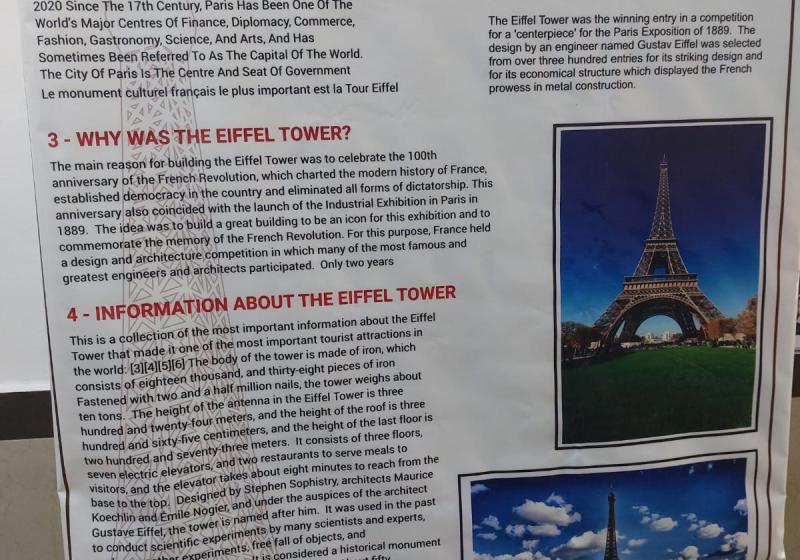 2020 Since The 17th Century, Paris Has Been One Of The
World's Major Centres Of Finance, Diplomacy, Commerce,
Fashion, Gastronomy, Science, And Arts, And Has
Sometimes Been Referred To As The Capital Of The World.
The City Of Paris Is The Centre And Seat Of Government
Le monument culturel français le plus important est la Tour Eiffel
The Eiffel Tower was the winning entry in a competition
for a 'centerpiece' for the Paris Exposition of 1889. The
design by an engineer named Gustav Eiffel was selected
from over three hundred entries for its striking design and
for its economical structure which displayed the French
prowess in metal construction.
3 - WHY WAS THE EIFFEL TOWER?
The main reason for building the Eiffel Tower was to celebrate the 100th
anniversary of the French Revolution, which charted the modern history of France,
established democracy in the country and eliminated all forms of dictatorship. This
anniversary also coincided with the launch of the Industrial Exhibition in Paris in
1889. The idea was to build a great building to be an icon for this exhibition and to
commemorate the memory of the French Revolution. For this purpose, France held
a design and architecture competition in which many of the most famous and
greatest engineers and architects participated. Only two years
4 - INFORMATION ABOUT THE EIFFEL TOWER
This is a collection of the most important information about the Eiffel
Tower that made it one of the most important tourist attractions in
the world: [3][4][5][6] The body of the tower is made of iron, which
consists of eighteen thousand, and thirty-eight pieces of iron
Fastened with two and a half million nails, the tower weighs about
ten tons. The height of the antenna in the Eiffel Tower is three
hundred and twenty-four meters, and the height of the roof is three
hundred and sixty-five centimeters, and the height of the last floor is
two hundred and seventy-three meters. It consists of three floors,
seven electric elevators, and two restaurants to serve meals to
visitors, and the elevator takes about eight minutes to reach from the
base to the top. Designed by Stephen Sophistry, architects Maurice
Koechlin and Emile Nogier, and under the auspices of the architect
Gustave Eiffel, the tower is named after him. It was used in the past
to conduct scientific experiments by many scientists and experts,
other experiments, free fall of objects, and
It is considered a historical monument